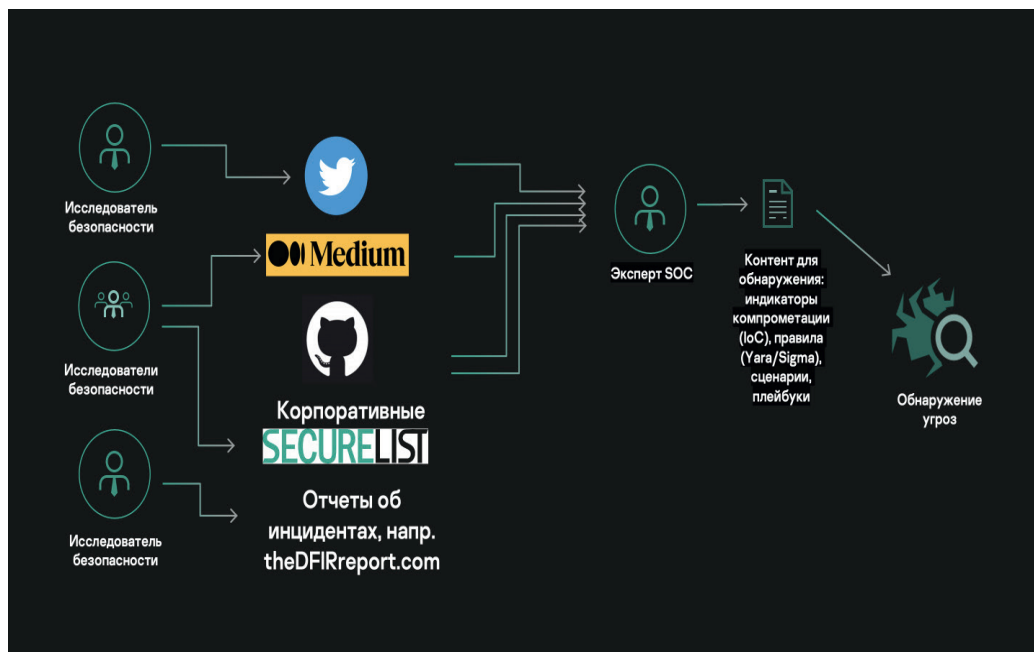 Исследователь
безопасности
Исследователи
безопасности
Исследователь
безопасности
Medium
Корпоративные
SECURELIST
Отчеты об
инцидентах, напр.
theDFIRreport.com
Эксперт SOC
Контент для
обнаружения:
индикаторы
компрометации
(IoC), правила
(Yara/Sigma),
сценарии,
плейбуки
Обнаружение
угроз